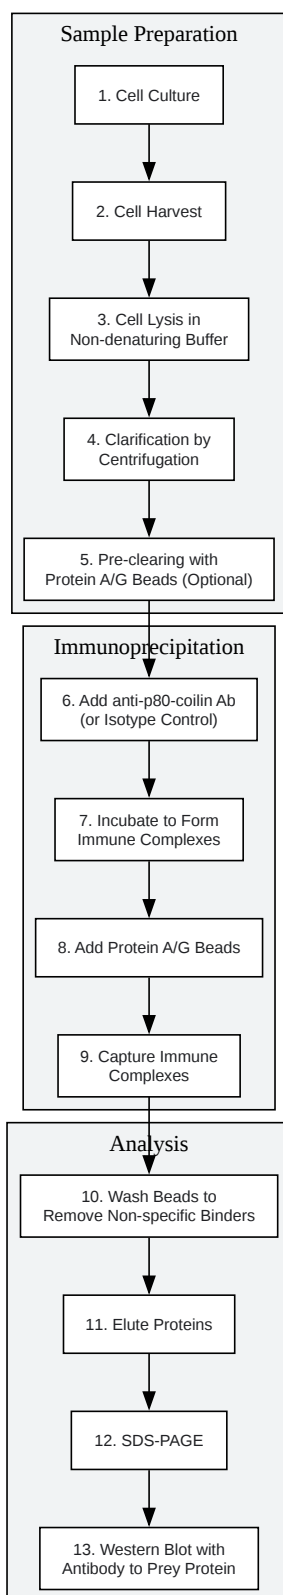 Sample Preparation
1. Cell Culture
2. Cell Harvest
3. Cell Lysis in
Non-denaturing Buffer
4. Clarification by
Centrifugation
5. Pre-clearing with
Protein A/G Beads (Optional)
Immunoprecipitation
6. Add anti-p80-coilin Ab
(or Isotype Control)
7. Incubate to Form
Immune Complexes
8. Add Protein A/G Beads
9. Capture Immune
Complexes
Analysis
10. Wash Beads to
Remove Non-specific Binders
11. Elute Proteins
12. SDS-PAGE
13. Western Blot with
Antibody to Prey Protein